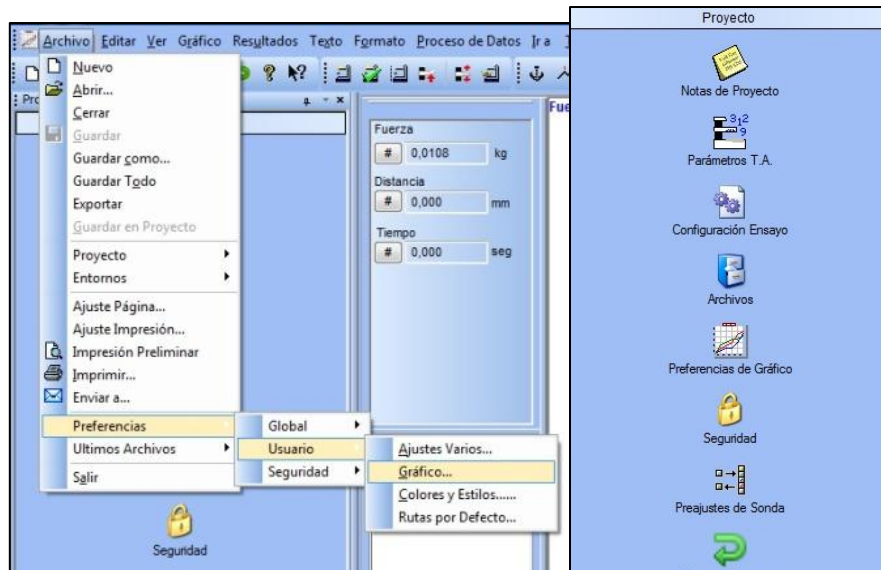 Archivo Editar Ver Gráfico Resultados Texto Formato Proceso de Datos Ir a
Nuevo
Abrir...
Cerrar
Guardar
Guardar como...
Guardar Todo
Exportar
Guardar en Proyecto
Proyecto
Entornos
Ajuste Página...
Ajuste Impresión...
Impresión Preliminar
Imprimir...
Enviar a...
Preferencias
Ultimos Archivos
Salir
Global
Usuario
Seguridad
Ajustes Varios...
Gráfico...
Colores y Estilos......
Rutas por Defecto...
Seguridad
Fuerza
# 0,0108 kg
Distancia
# 0,000 mm
Tiempo
# 0,000 seg
Proyecto
Notas de Proyecto
Parámetros T.A.
Configuración Ensayo
Archivos
Preferencias de Gráfico
Seguridad
Preajustes de Sonda